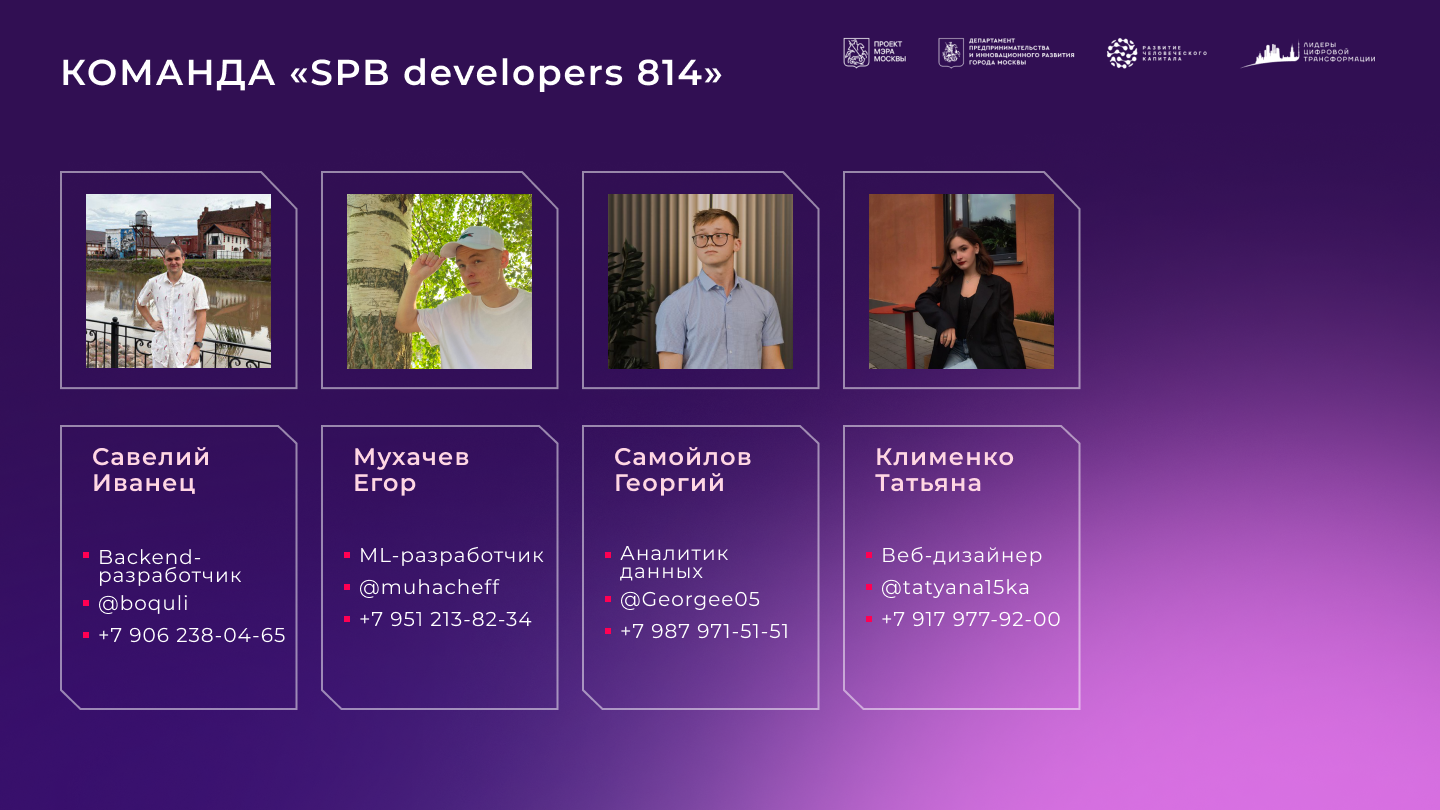 КОМАНДА «SPB developers 814»
ПРОЕКТ
МЭРА
МОСКВЫ
ДЕПАРТАМЕНТ
ПРЕДПРИНИМАТЕЛЬСТВА
И ИННОВАЦИОННОГО РАЗВИТИЯ
ГОРОДА МОСКВЫ
РАЗВИТИЕ
ЧЕЛОВЕЧЕСКОГО
КАПИТАЛА
ЛИДЕРЫ
ЦИФРОВОЙ
ТРАНСФОРМАЦИИ
Савелий
Иванец
Backend-
разработчик
@boquli
+7 906 238-04-65
Мухачев
Егор
ML-разработчик
@muhacheff
+7 951 213-82-34
Самойлов
Георгий
Аналитик
данных
@Georgee05
+7 987 971-51-51
Клименко
Татьяна
Веб-дизайнер
@tatyana15ka
+7 917 977-92-00